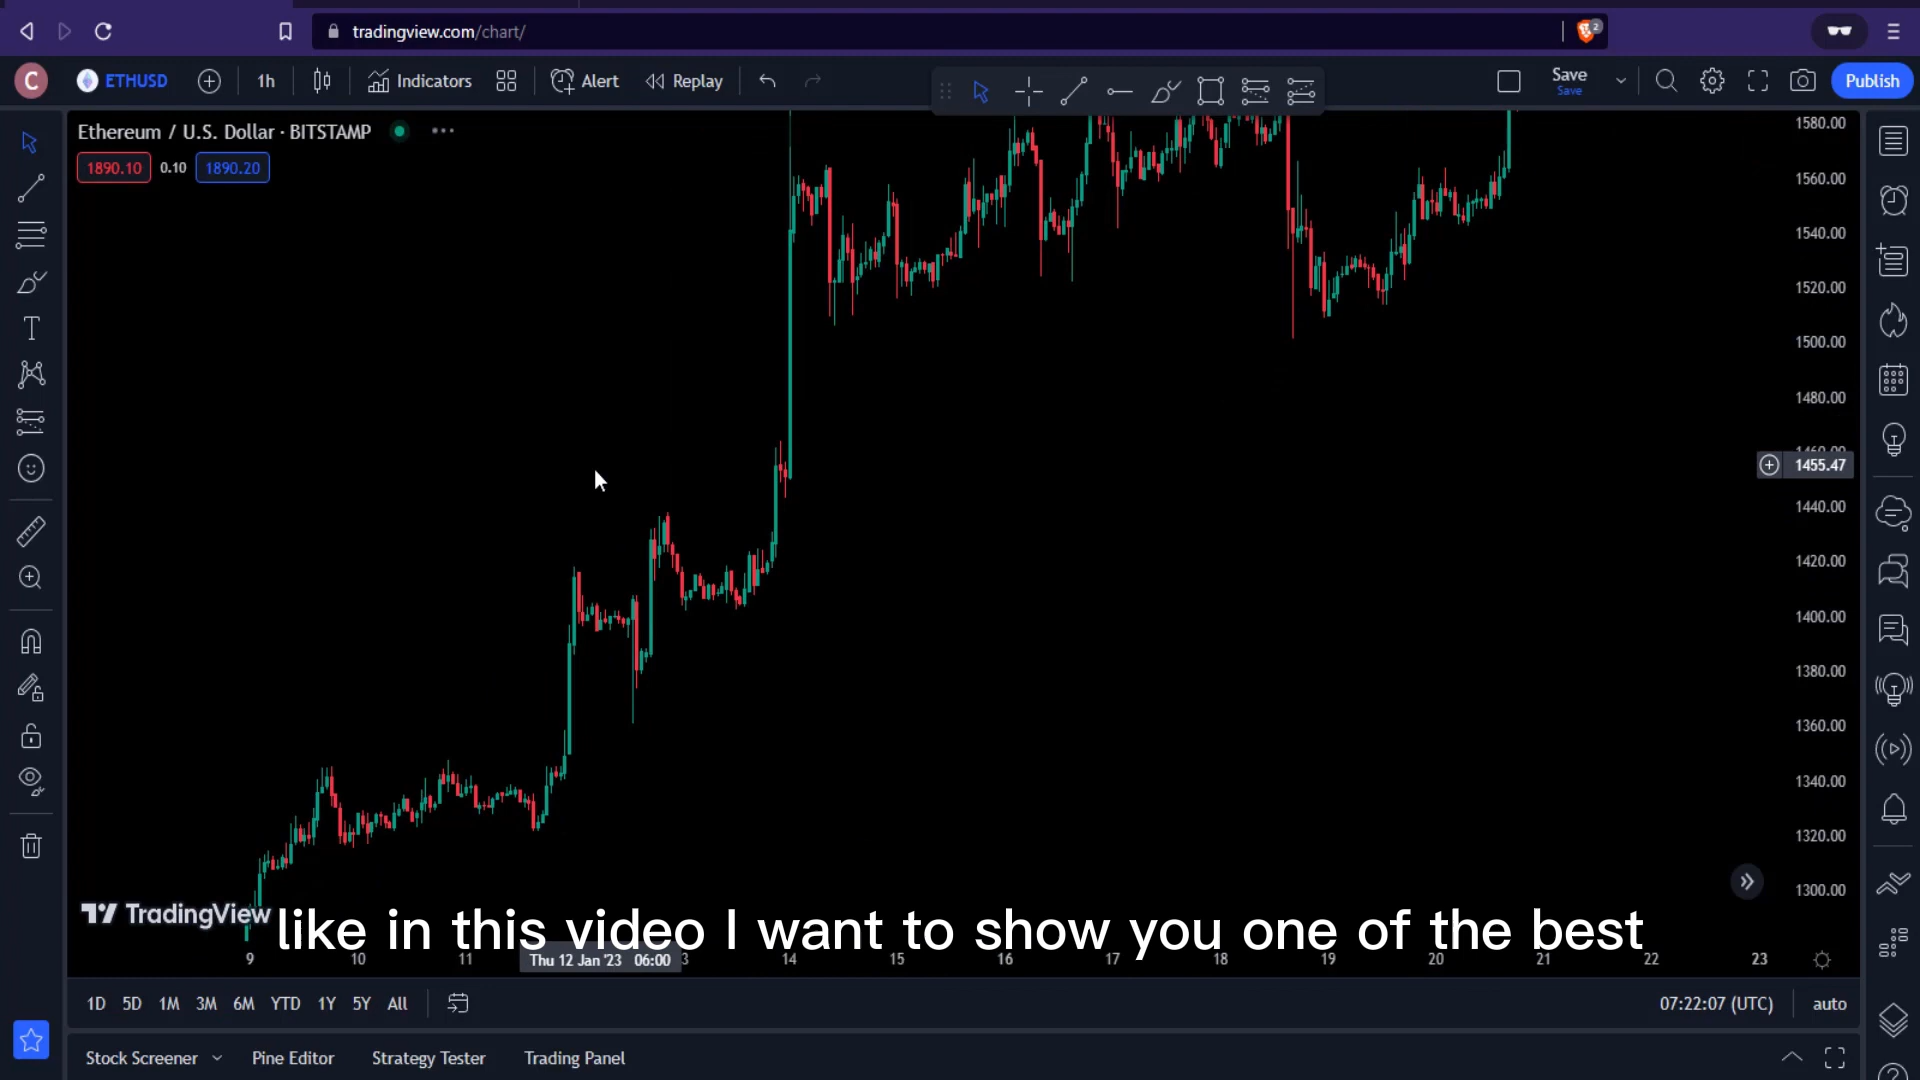 tradingview.com/chart/
2
C
ETHUSD
1h
Indicators
Alert
Replay
Save
Save
Publish
Ethereum / U.S. Dollar · BITSTAMP
1890.10
0.10
1890.20
1580.00
1560.00
1540.00
1520.00
1500.00
1480.00
1455.47
1440.00
1420.00
1400.00
1380.00
1360.00
1340.00
1320.00
1300.00
TradingView
like in this video I want to show you one of the best
9 10 11 Thu 12 Jan '23 06:00 3 14 15 16 17 18 19 20 21 22 23
1D 5D 1M 3M 6M YTD 1Y 5Y All
07:22:07 (UTC)
auto
Stock Screener
Pine Editor
Strategy Tester
Trading Panel